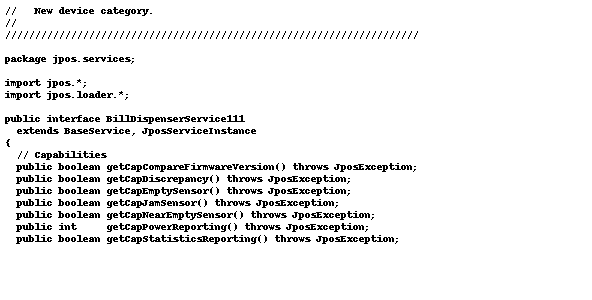 //   New device category.
//
/////////////////////////////////////////////////////////////////////
package jpos.services;
import jpos.*;
import jpos.loader.*;
public interface BillDispenserService111
  extends BaseService, JposServiceInstance
{
  // Capabilities
  public boolean getCapCompareFirmwareVersion() throws JposException;
  public boolean getCapDiscrepancy() throws JposException;
  public boolean getCapEmptySensor() throws JposException;
  public boolean getCapJamSensor() throws JposException;
  public boolean getCapNearEmptySensor() throws JposException;
  public int     getCapPowerReporting() throws JposException;
  public boolean getCapStatisticsReporting() throws JposException;